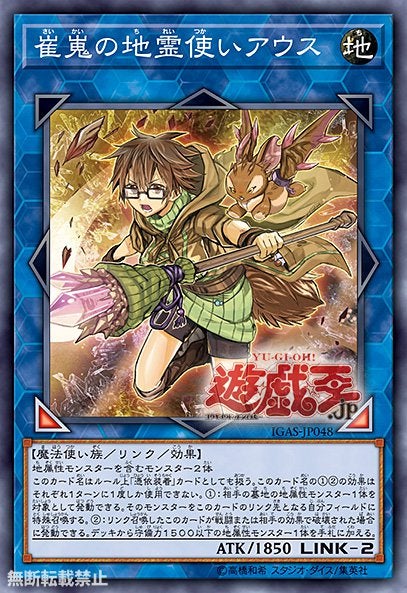 崔嵬の地霊使いアウス
地
YU-GI-OH!
遊戯王
.JP
IGAS-JP048
【魔法使い族／リンク／効果】
地属性モンスターを含むモンスター２体
このカード名はルール上「憑依装着」カードとしても扱う。このカード名の①②の効果は
それぞれ１ターンに１度しか使用できない。①：相手の墓地の地属性モンスター１体を
対象として発動できる。そのモンスターをこのカードのリンク先となる自分フィールドに
特殊召喚する。②：リンク召喚したこのカードが戦闘または相手の効果で破壊された場合
に発動できる。デッキから守備力１５００以下の地属性モンスター１体を手札に加える。
ATK/1850 LINK-2
無断転載禁止
©高橋和希 スタジオ・ダイス/集英社